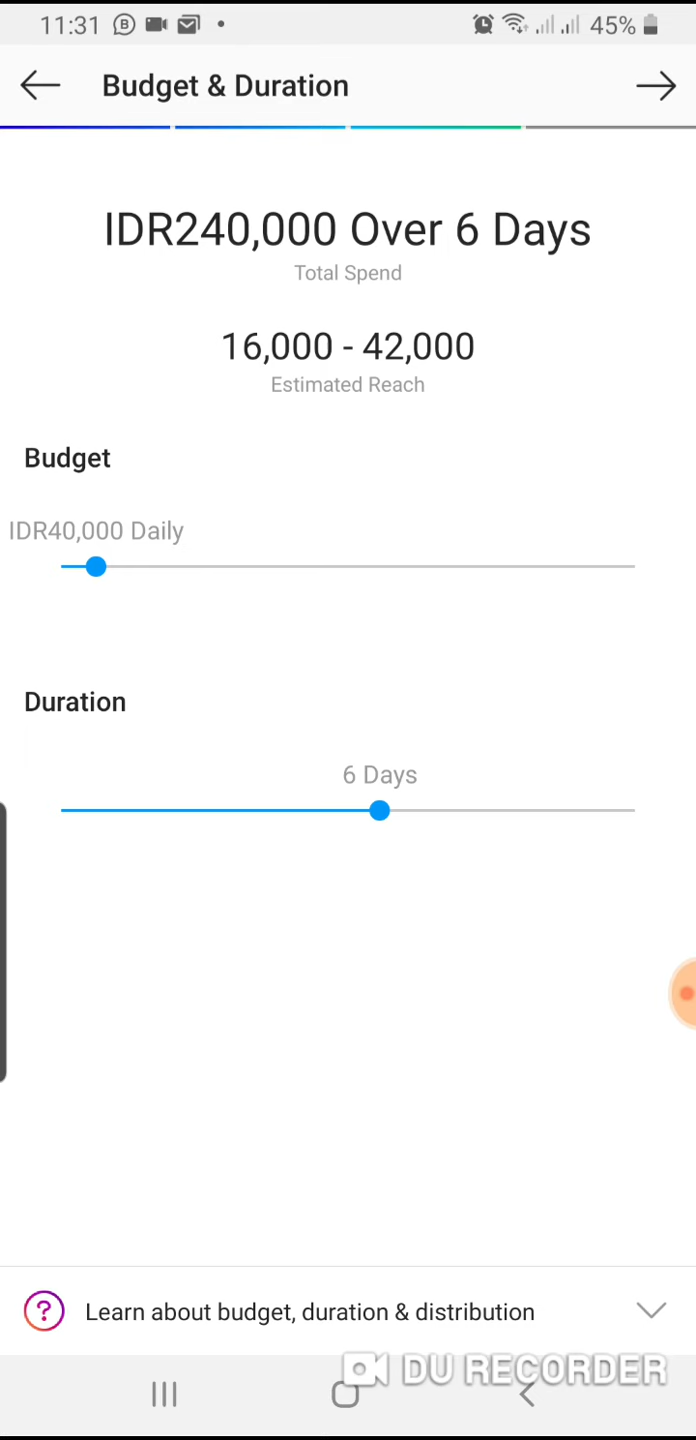 11:31 B 45%
Budget & Duration
IDR240,000 Over 6 Days
Total Spend
16,000 - 42,000
Estimated Reach
Budget
IDR40,000 Daily
Duration
6 Days
? Learn about budget, duration & distribution
DU RECORDER